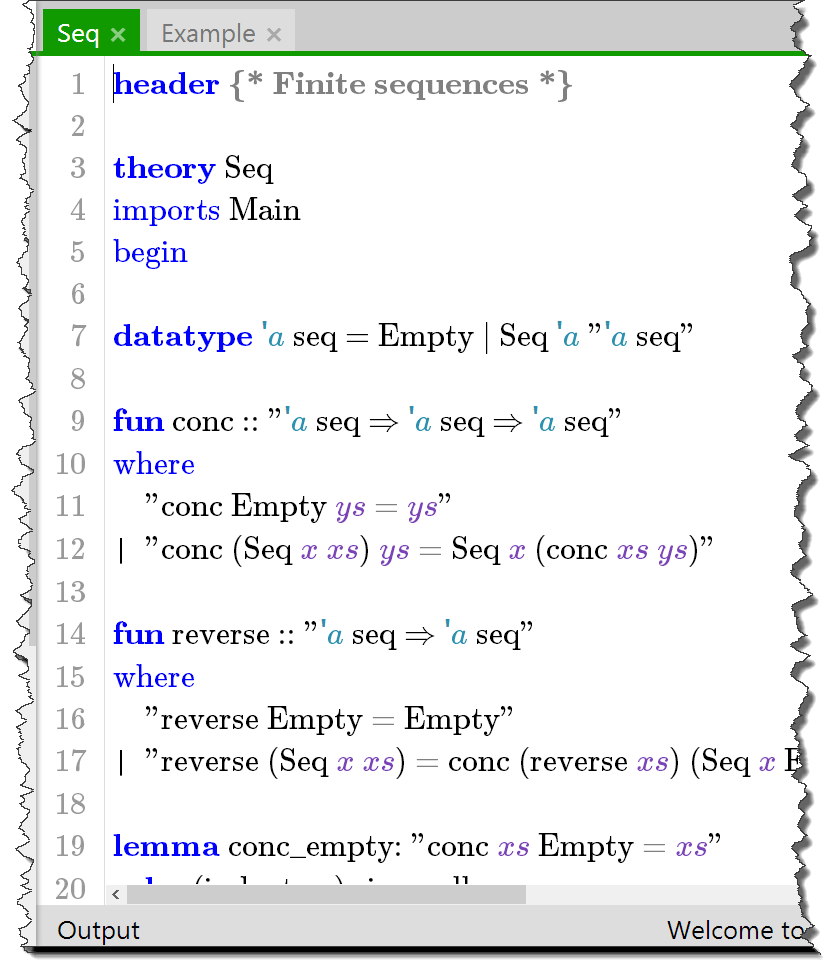 Seq × Example ×
1 header {* Finite sequences *}
2
3 theory Seq
4 imports Main
5 begin
6
7 datatype 'a seq = Empty | Seq 'a "'a seq"
8
9 fun conc :: "'a seq ⇒ 'a seq ⇒ 'a seq"
10 where
11 "conc Empty ys = ys"
12 | "conc (Seq x xs) ys = Seq x (conc xs ys)"
13
14 fun reverse :: "'a seq ⇒ 'a seq"
15 where
16 "reverse Empty = Empty"
17 | "reverse (Seq x xs) = conc (reverse xs) (Seq x
18
19 lemma conc_empty: "conc xs Empty = xs"
20
Output Welcome to